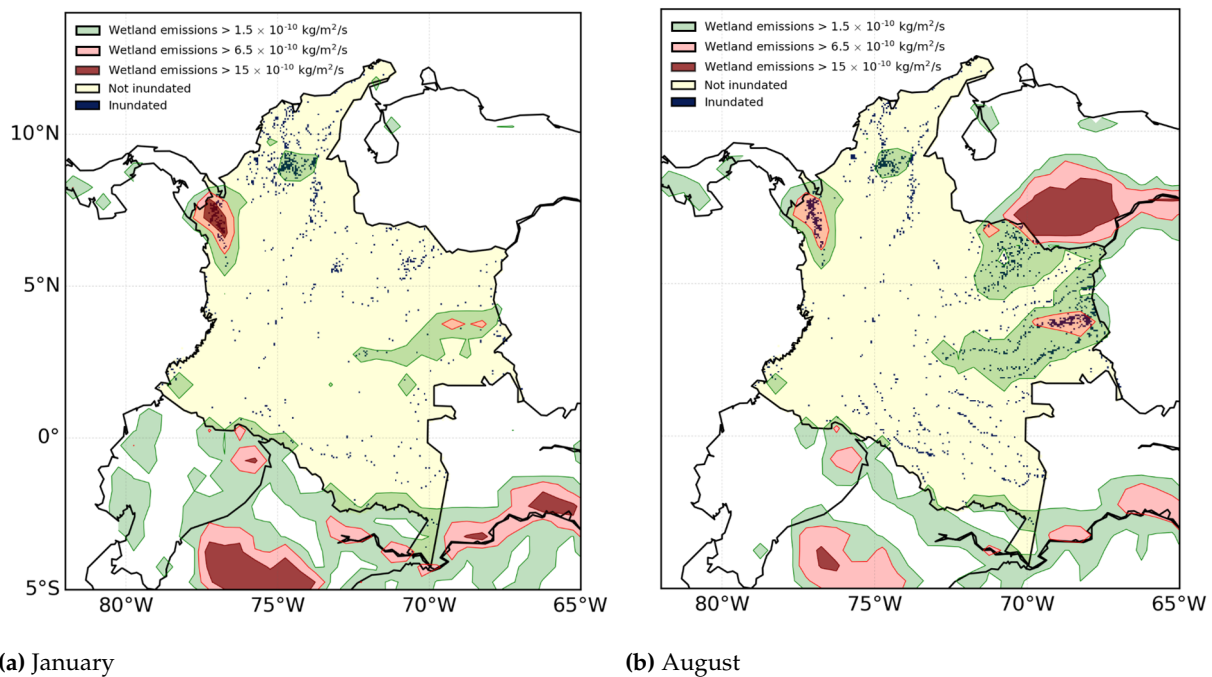 Wetland emissions > 1.5 × 10⁻¹⁰ kg/m²/s
Wetland emissions > 6.5 × 10⁻¹⁰ kg/m²/s
Wetland emissions > 15 × 10⁻¹⁰ kg/m²/s
Not inundated
Inundated
10°N
5°N
0°
5°S
80°W
75°W
70°W
65°W
(a) January
Wetland emissions > 1.5 × 10⁻¹⁰ kg/m²/s
Wetland emissions > 6.5 × 10⁻¹⁰ kg/m²/s
Wetland emissions > 15 × 10⁻¹⁰ kg/m²/s
Not inundated
Inundated
80°W
75°W
70°W
65°W
(b) August